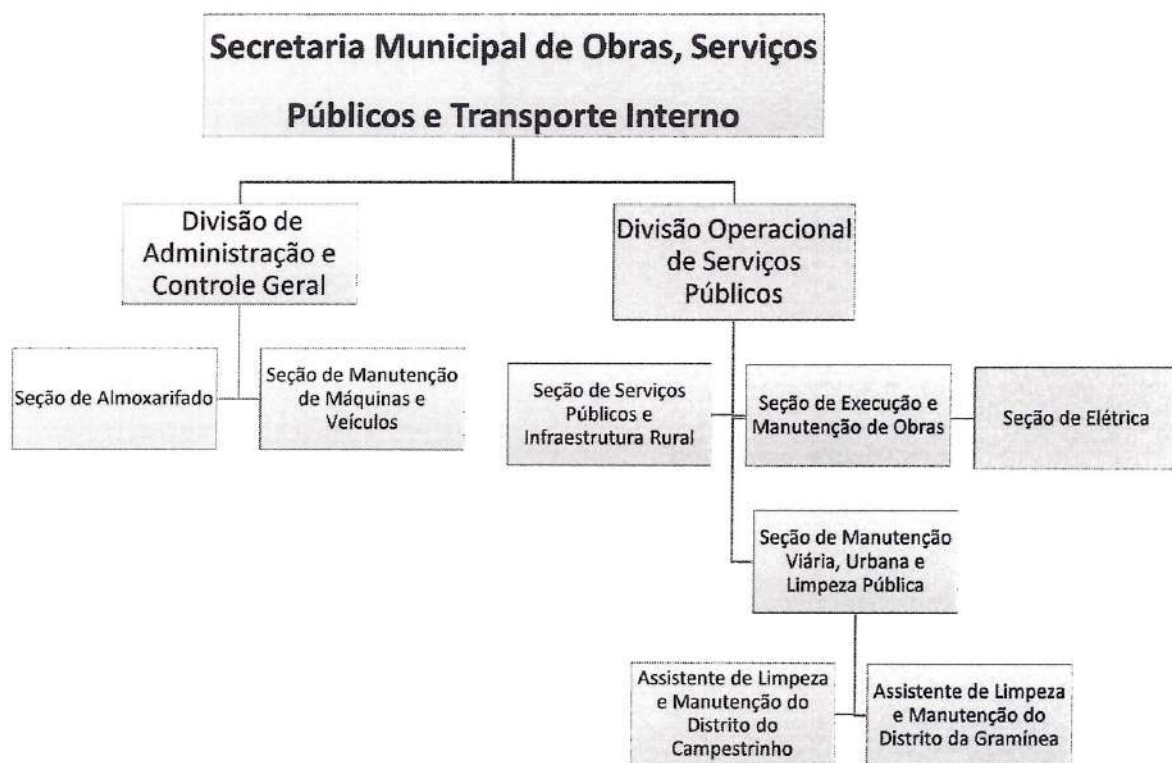 Secretaria Municipal de Obras, Serviços
Públicos e Transporte Interno
Divisão de
Administração e
Controle Geral
Divisão Operacional
de Serviços
Públicos
Seção de Almoxarifado
Seção de Manutenção
de Máquinas e
Veículos
Seção de Serviços
Públicos e
Infraestrutura Rural
Seção de Execução e
Manutenção de Obras
Seção de Elétrica
Seção de Manutenção
Viária, Urbana e
Limpeza Pública
Assistente de Limpeza
e Manutenção do
Distrito do
Campestrinho
Assistente de Limpeza
e Manutenção do
Distrito da Gramínea